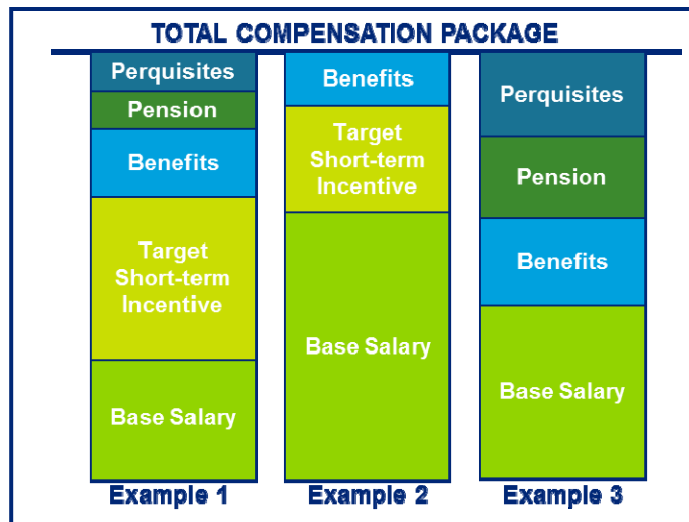 TOTAL COMPENSATION PACKAGE
Perquisites
Pension
Benefits
Target
Short-term
Incentive
Base Salary
Example 1
Benefits
Target
Short-term
Incentive
Base Salary
Example 2
Perquisites
Pension
Benefits
Base Salary
Example 3